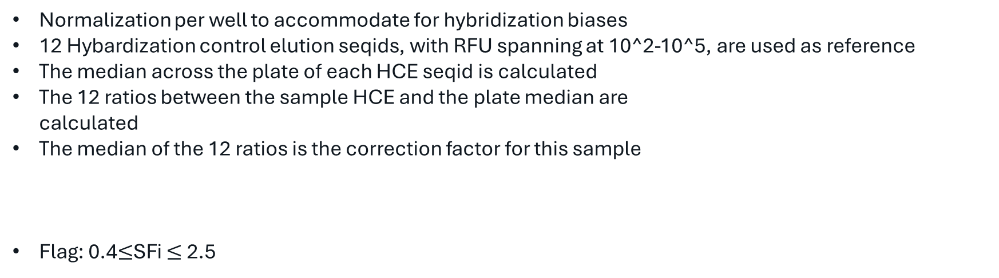 • Normalization per well to accommodate for hybridization biases
• 12 Hybardization control elution seqids, with RFU spanning at 10^2-10^5, are used as reference
• The median across the plate of each HCE seqid is calculated
• The 12 ratios between the sample HCE and the plate median are
calculated
• The median of the 12 ratios is the correction factor for this sample
• Flag: 0.4≤SFi ≤ 2.5